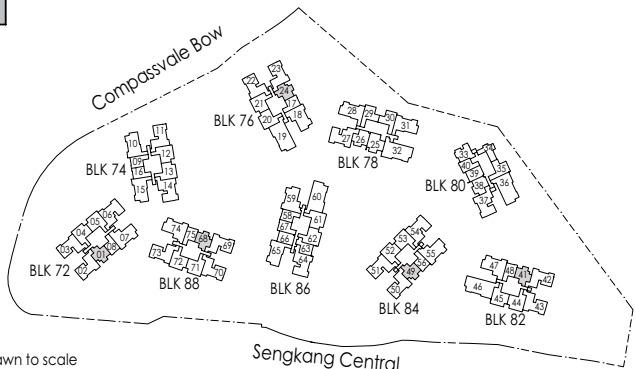 Compassvale Bow
BLK 76
22 23 24 21 17 20 18 19
BLK 78
28 29 30 31 27 26 25 32
BLK 74
10 11 09 12 16 13 15 14
BLK 80
33 40 39 35 38 36 37
BLK 72
06 05 04 03 07 08 01 02
BLK 88
74 75 68 69 73 72 71 70
BLK 86
59 60 58 61 67 66 62 65 63 64
BLK 84
54 53 52 55 51 56 49 50
BLK 82
47 48 41 42 46 45 44 43
Sengkang Central
awn to scale